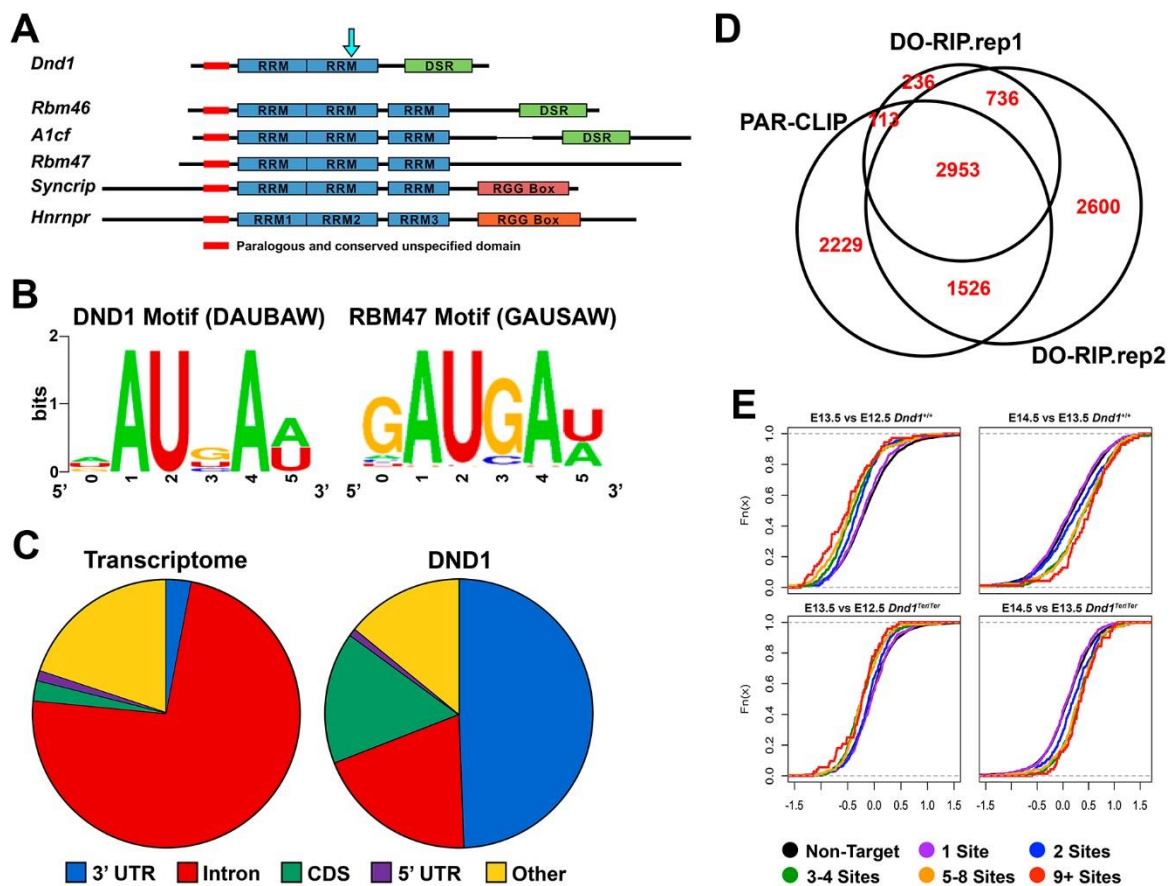 A
Dnd1
RRM RRM DSR
Rbm46
RRM RRM RRM DSR
A1cf
RRM RRM RRM DSR
Rbm47
RRM RRM RRM
Syncrip
RRM RRM RRM RGG Box
Hnrnpr
RRM1 RRM2 RRM3 RGG Box
Paralogous and conserved unspecified domain
B
DND1 Motif (DAUBAW) RBM47 Motif (GAUSAW)
2
1
0
bits
AU AAU
GAUGAUA
5' 0 1 2 3 4 5 3' 5' 0 1 2 3 4 5 3'
C
Transcriptome DND1
3' UTR Intron CDS 5' UTR Other
D
DO-RIP.rep1
236
736
PAR-CLIP
113
2953
2600
2229
1526
DO-RIP.rep2
E
E13.5 vs E12.5 Dnd1+/+ E14.5 vs E13.5 Dnd1+/+
Fn(x)
0.0 0.2 0.4 0.6 0.8 1.0
E13.5 vs E12.5 Dnd1Ter/Ter E14.5 vs E13.5 Dnd1Ter/Ter
Fn(x)
0.0 0.2 0.4 0.6 0.8 1.0
-1.5 -0.5 0.0 0.5 1.0 1.5 -1.5 -0.5 0.0 0.5 1.0 1.5
Non-Target 1 Site 2 Sites
3-4 Sites 5-8 Sites 9+ Sites